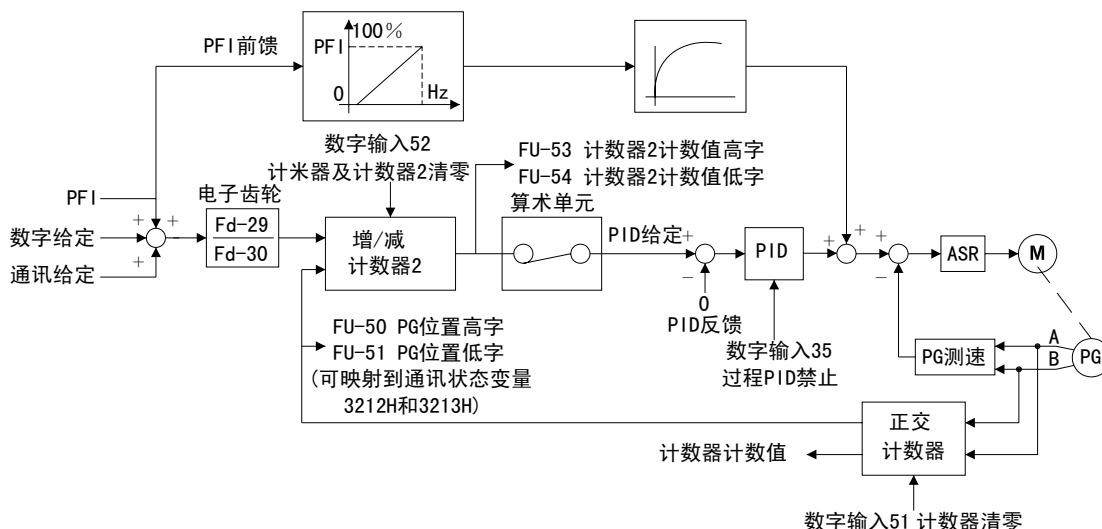 PFI前馈
100%
PFI
0
Hz
数字输入52
计米器及计数器2清零
FU-53 计数器2计数值高字
FU-54 计数器2计数值低字
PFI
电子齿轮
算术单元
数字给定
通讯给定
+
+
+
+
-
Fd-29
Fd-30
增/减
计数器2
PID给定
+
-
0
PID反馈
PID
+
+
+
-
ASR
M
FU-50 PG位置高字
FU-51 PG位置低字
(可映射到通讯状态变量
3212H和3213H)
数字输入35
过程PID禁止
PG测速
A
B
PG
正交
计数器
计数器计数值
数字输入51 计数器清零